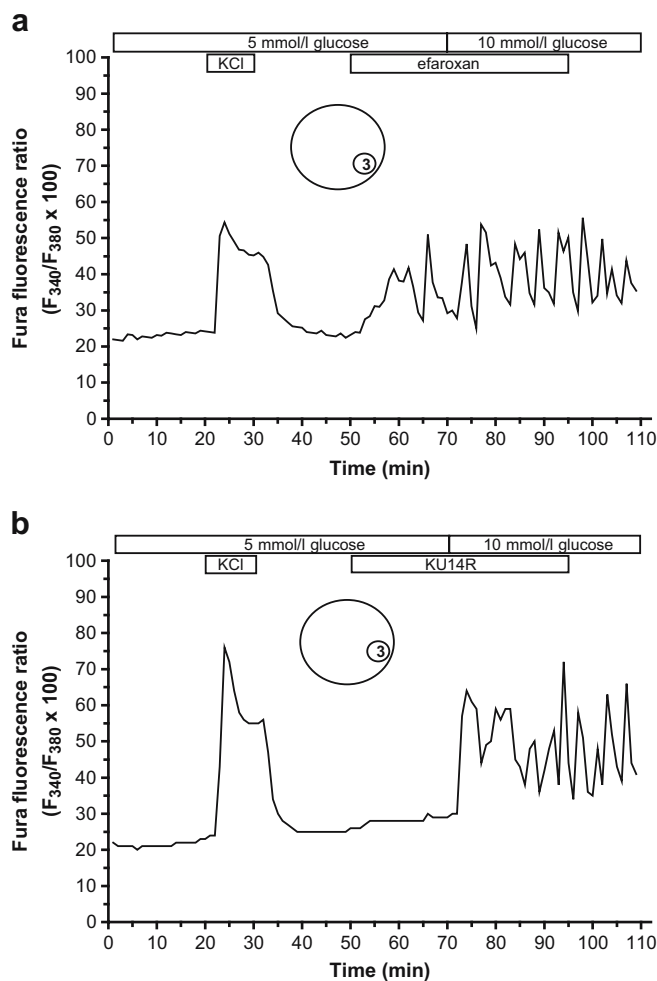 a
5 mmol/l glucose 10 mmol/l glucose
KCl efaroxan
100
90
80
70
60
50
40
30
20
10
0
3
Fura fluorescence ratio
(F340/F380 x 100)
0 10 20 30 40 50 60 70 80 90 100 110
Time (min)
b
5 mmol/l glucose 10 mmol/l glucose
KCl KU14R
100
90
80
70
60
50
40
30
20
10
0
3
Fura fluorescence ratio
(F340/F380 x 100)
0 10 20 30 40 50 60 70 80 90 100 110
Time (min)